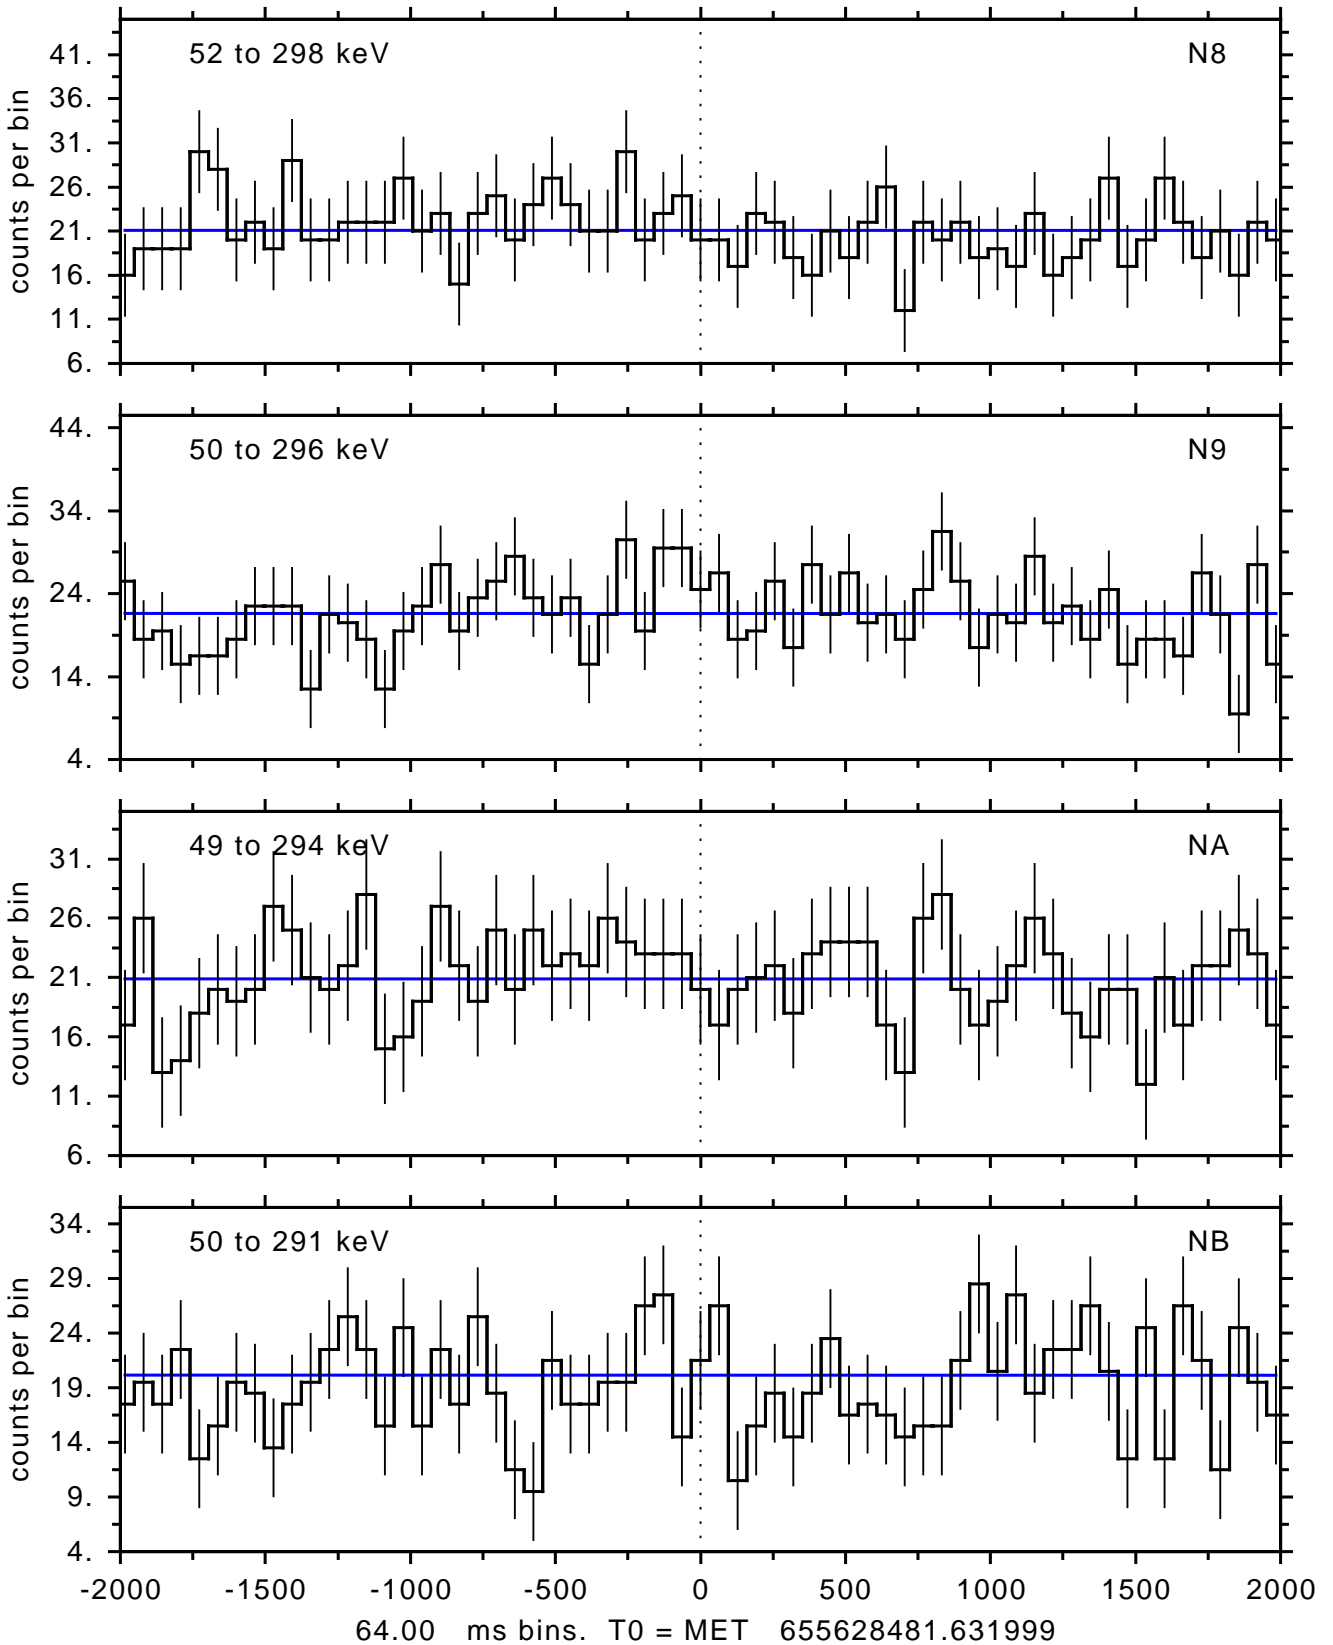 52 to 298 keV N8
counts per bin
41.
36.
31.
26.
21.
16.
11.
6.
50 to 296 keV N9
counts per bin
44.
34.
24.
14.
4.
49 to 294 keV NA
counts per bin
31.
26.
21.
16.
11.
6.
50 to 291 keV NB
counts per bin
34.
29.
24.
19.
14.
9.
4.
-2000 -1500 -1000 -500 0 500 1000 1500 2000
64.00 ms bins. T0 = MET 655628481.631999